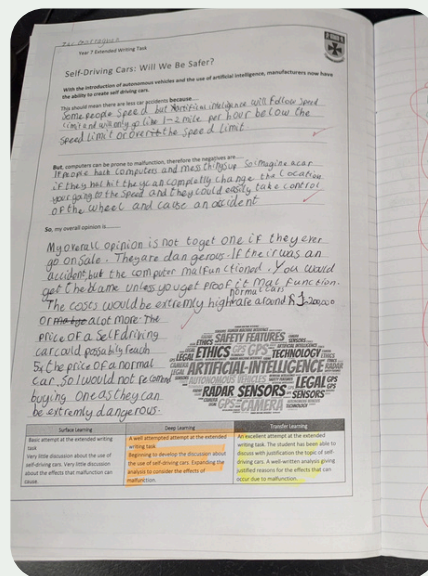 Year 7 Extended Writing Task
Self-Driving Cars: Will We Be Safer?
With the introduction of autonomous vehicles and the use of artificial intelligence, manufacturers now have
the ability to create self driving cars.
This should mean there are less car accidents because....
Some people speed but artificial intelligence will follow speed
limit and will only go like 1-2 mile per hour below the
speed limit or over the speed limit
But, computers can be prone to malfunction, therefore the negatives are....
If people hack computers and mess things up so imagine a car
if they hack it they can completly change the location
your going to the speed and they could easily take control
of the wheel and cause an accident
So, my overall opinion is.......
My overall opinion is not to get one if they ever
go on sale. They are dangerous. If their was an
accident, but the computer malfunctioned. You would
get the blame unless you get proof it mal function.
The costs would be extremly high
normal cars
are around
or a lot more. The
price of a self driving
car could possably reach
5x the price of a normal
car. So I would not
buying one as they can
be extremly dangerous.
SAFETY FEATURES
ETHICS GPS
TECHNOLOGY
LEGAL
ARTIFICIAL-INTELLIGENCE
AUTONOMOUS VEHICLES
LEGAL GPS
RADAR SENSORS
SENSORS
GPS CAMERA
Surface Learning Deep Learning Transfer Learning
Basic attempt at the extended writing
task
Very little discussion about the use of
self-driving cars. Very little discussion
about the effects that malfunction can
cause.
A well attempted attempt at the extended
writing task.
Beginning to develop the discussion about
the use of self-driving cars. Expanding the
analysis to consider the effects of
malfunction.
An excellent attempt at the extended
writing task. The student has been able to
discuss with justification the topic of self-
driving cars. A well-written analysis giving
justified reasons for the effects that can
occur due to malfunction.